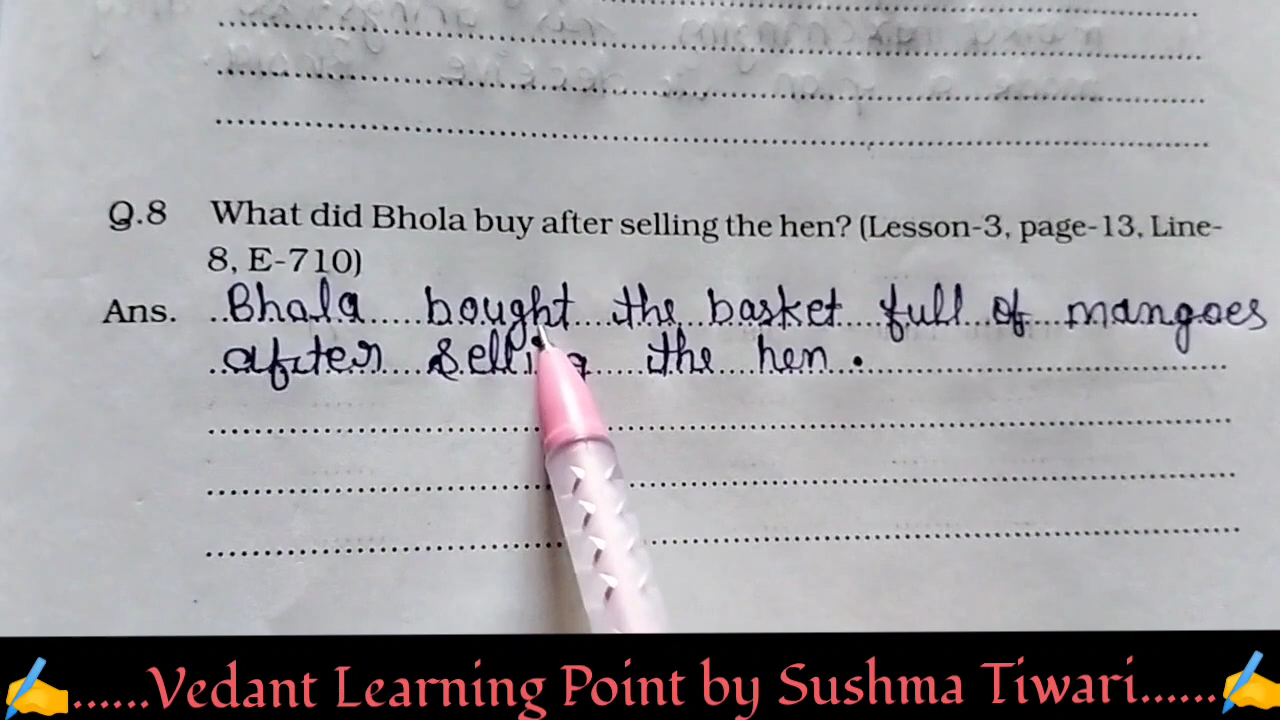 Q.8 What did Bhola buy after selling the hen? (Lesson-3, page-13, Line-
8, E-710)
Ans. Bhola bought the basket full of mangoes
after selling the hen.
......Vedant Learning Point by Sushma Tiwari......